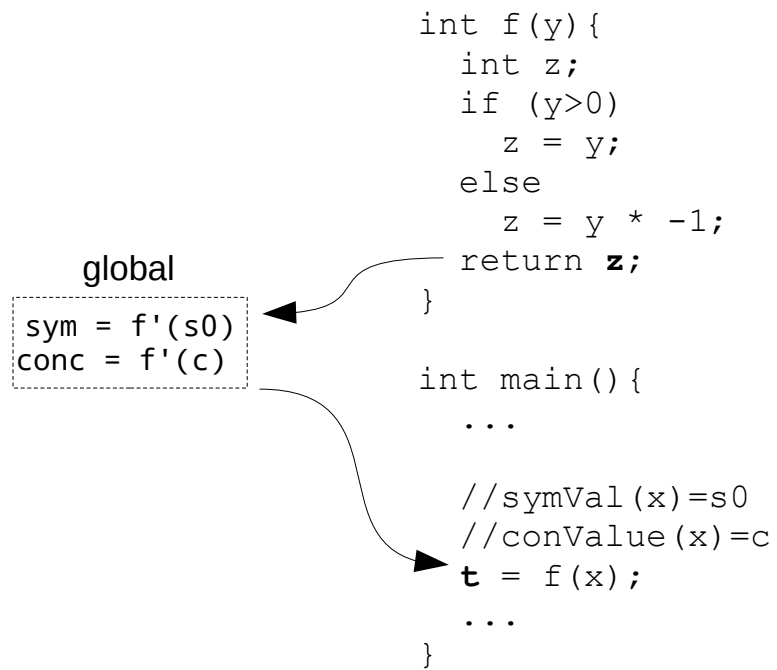 int f(y){
int z;
if (y>0)
z = y;
else
z = y * -1;
return z;
}
global
sym = f'(s0)
conc = f'(c)
int main(){
...
//symVal(x)=s0
//conValue(x)=c
t = f(x);
...
}